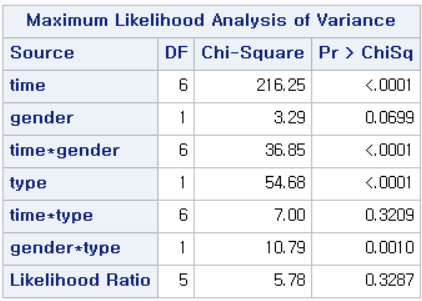 Maximum Likelihood Analysis of Variance
Source DF Chi-Square Pr > ChiSq
time 6 216.25 <.0001
gender 1 3.29 0.0699
time*gender 6 36.85 <.0001
type 1 54.68 <.0001
time*type 6 7.00 0.3209
gender*type 1 10.79 0.0010
Likelihood Ratio 5 5.78 0.3287